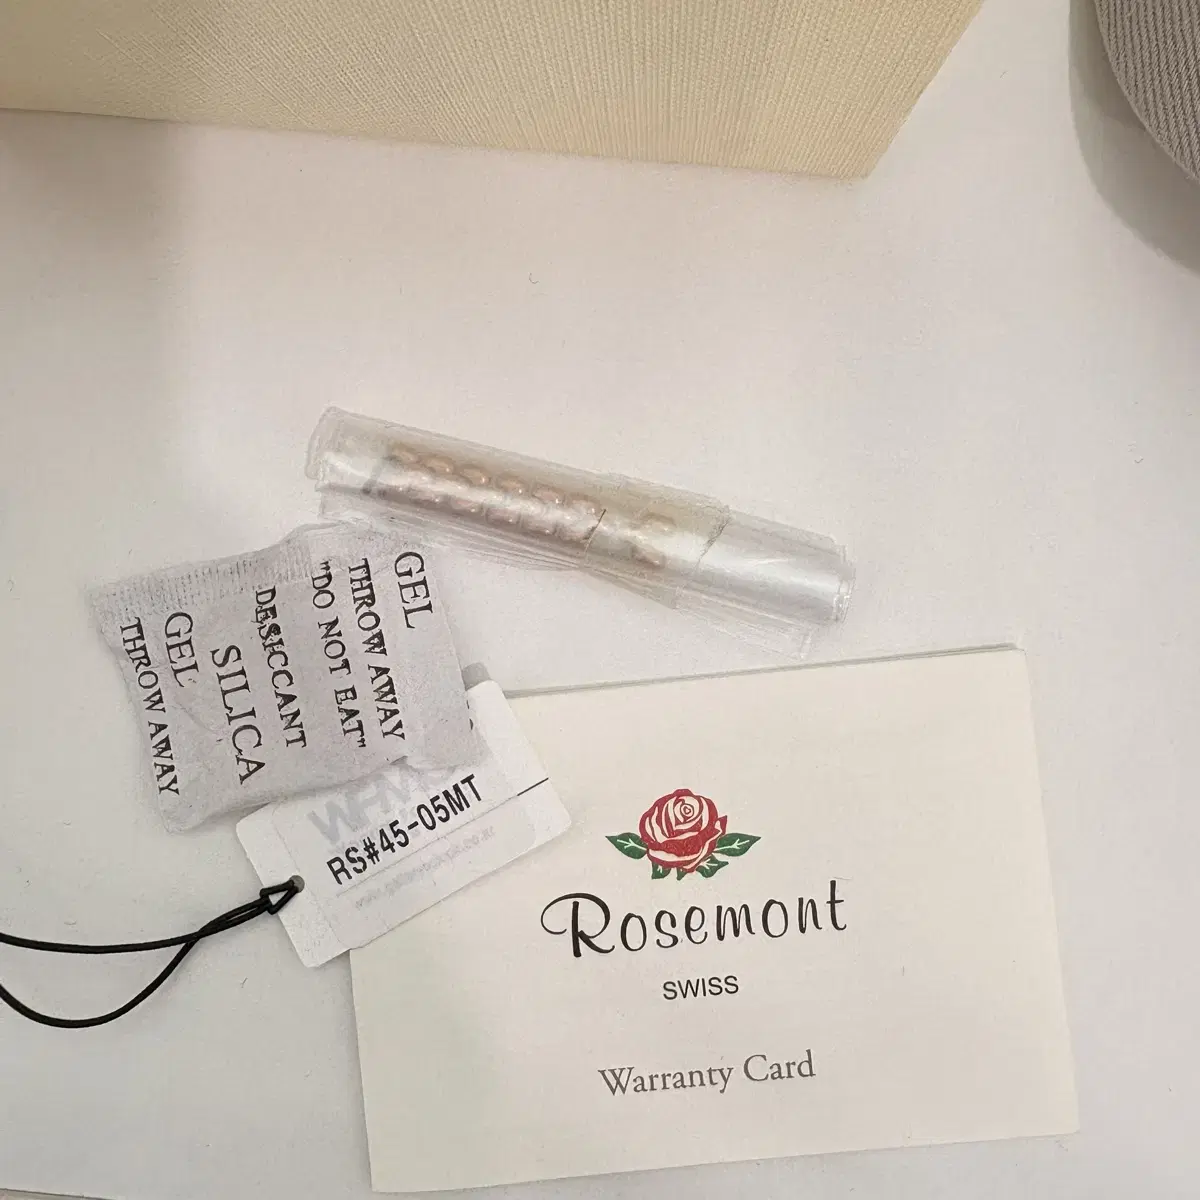 GEL
THROW AWAY
"DO NOT EAT"
DESICCANT
SILICA
GEL
THROW AWAY
RS#45-05MT
Rosemont
SWISS
Warranty Card